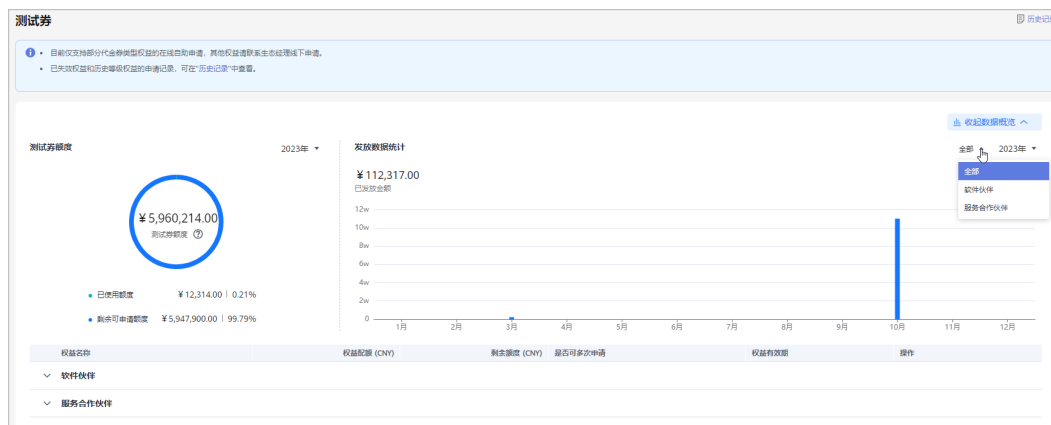 测试券
历史记录
目前仅支持部分代金券类型权益的在线自助申请，其他权益请联系生态经理线下申请。
已失效权益和历史等级权益的申请记录，可在"历史记录"中查看。
收起数据概览
测试券额度
2023年
发放数据统计
全部
2023年
¥ 112,317.00
已发放金额
全部
软件伙伴
服务合作伙伴
¥ 5,960,214.00
测试券额度
已使用额度 ¥ 12,314.00 | 0.21%
剩余可申请额度 ¥ 5,947,900.00 | 99.79%
12w
10w
8w
6w
4w
2w
0
1月 2月 3月 4月 5月 6月 7月 8月 9月 10月 11月 12月
权益名称 权益配额 (CNY) 剩余额度 (CNY) 是否可多次申请 权益有效期 操作
软件伙伴
服务合作伙伴